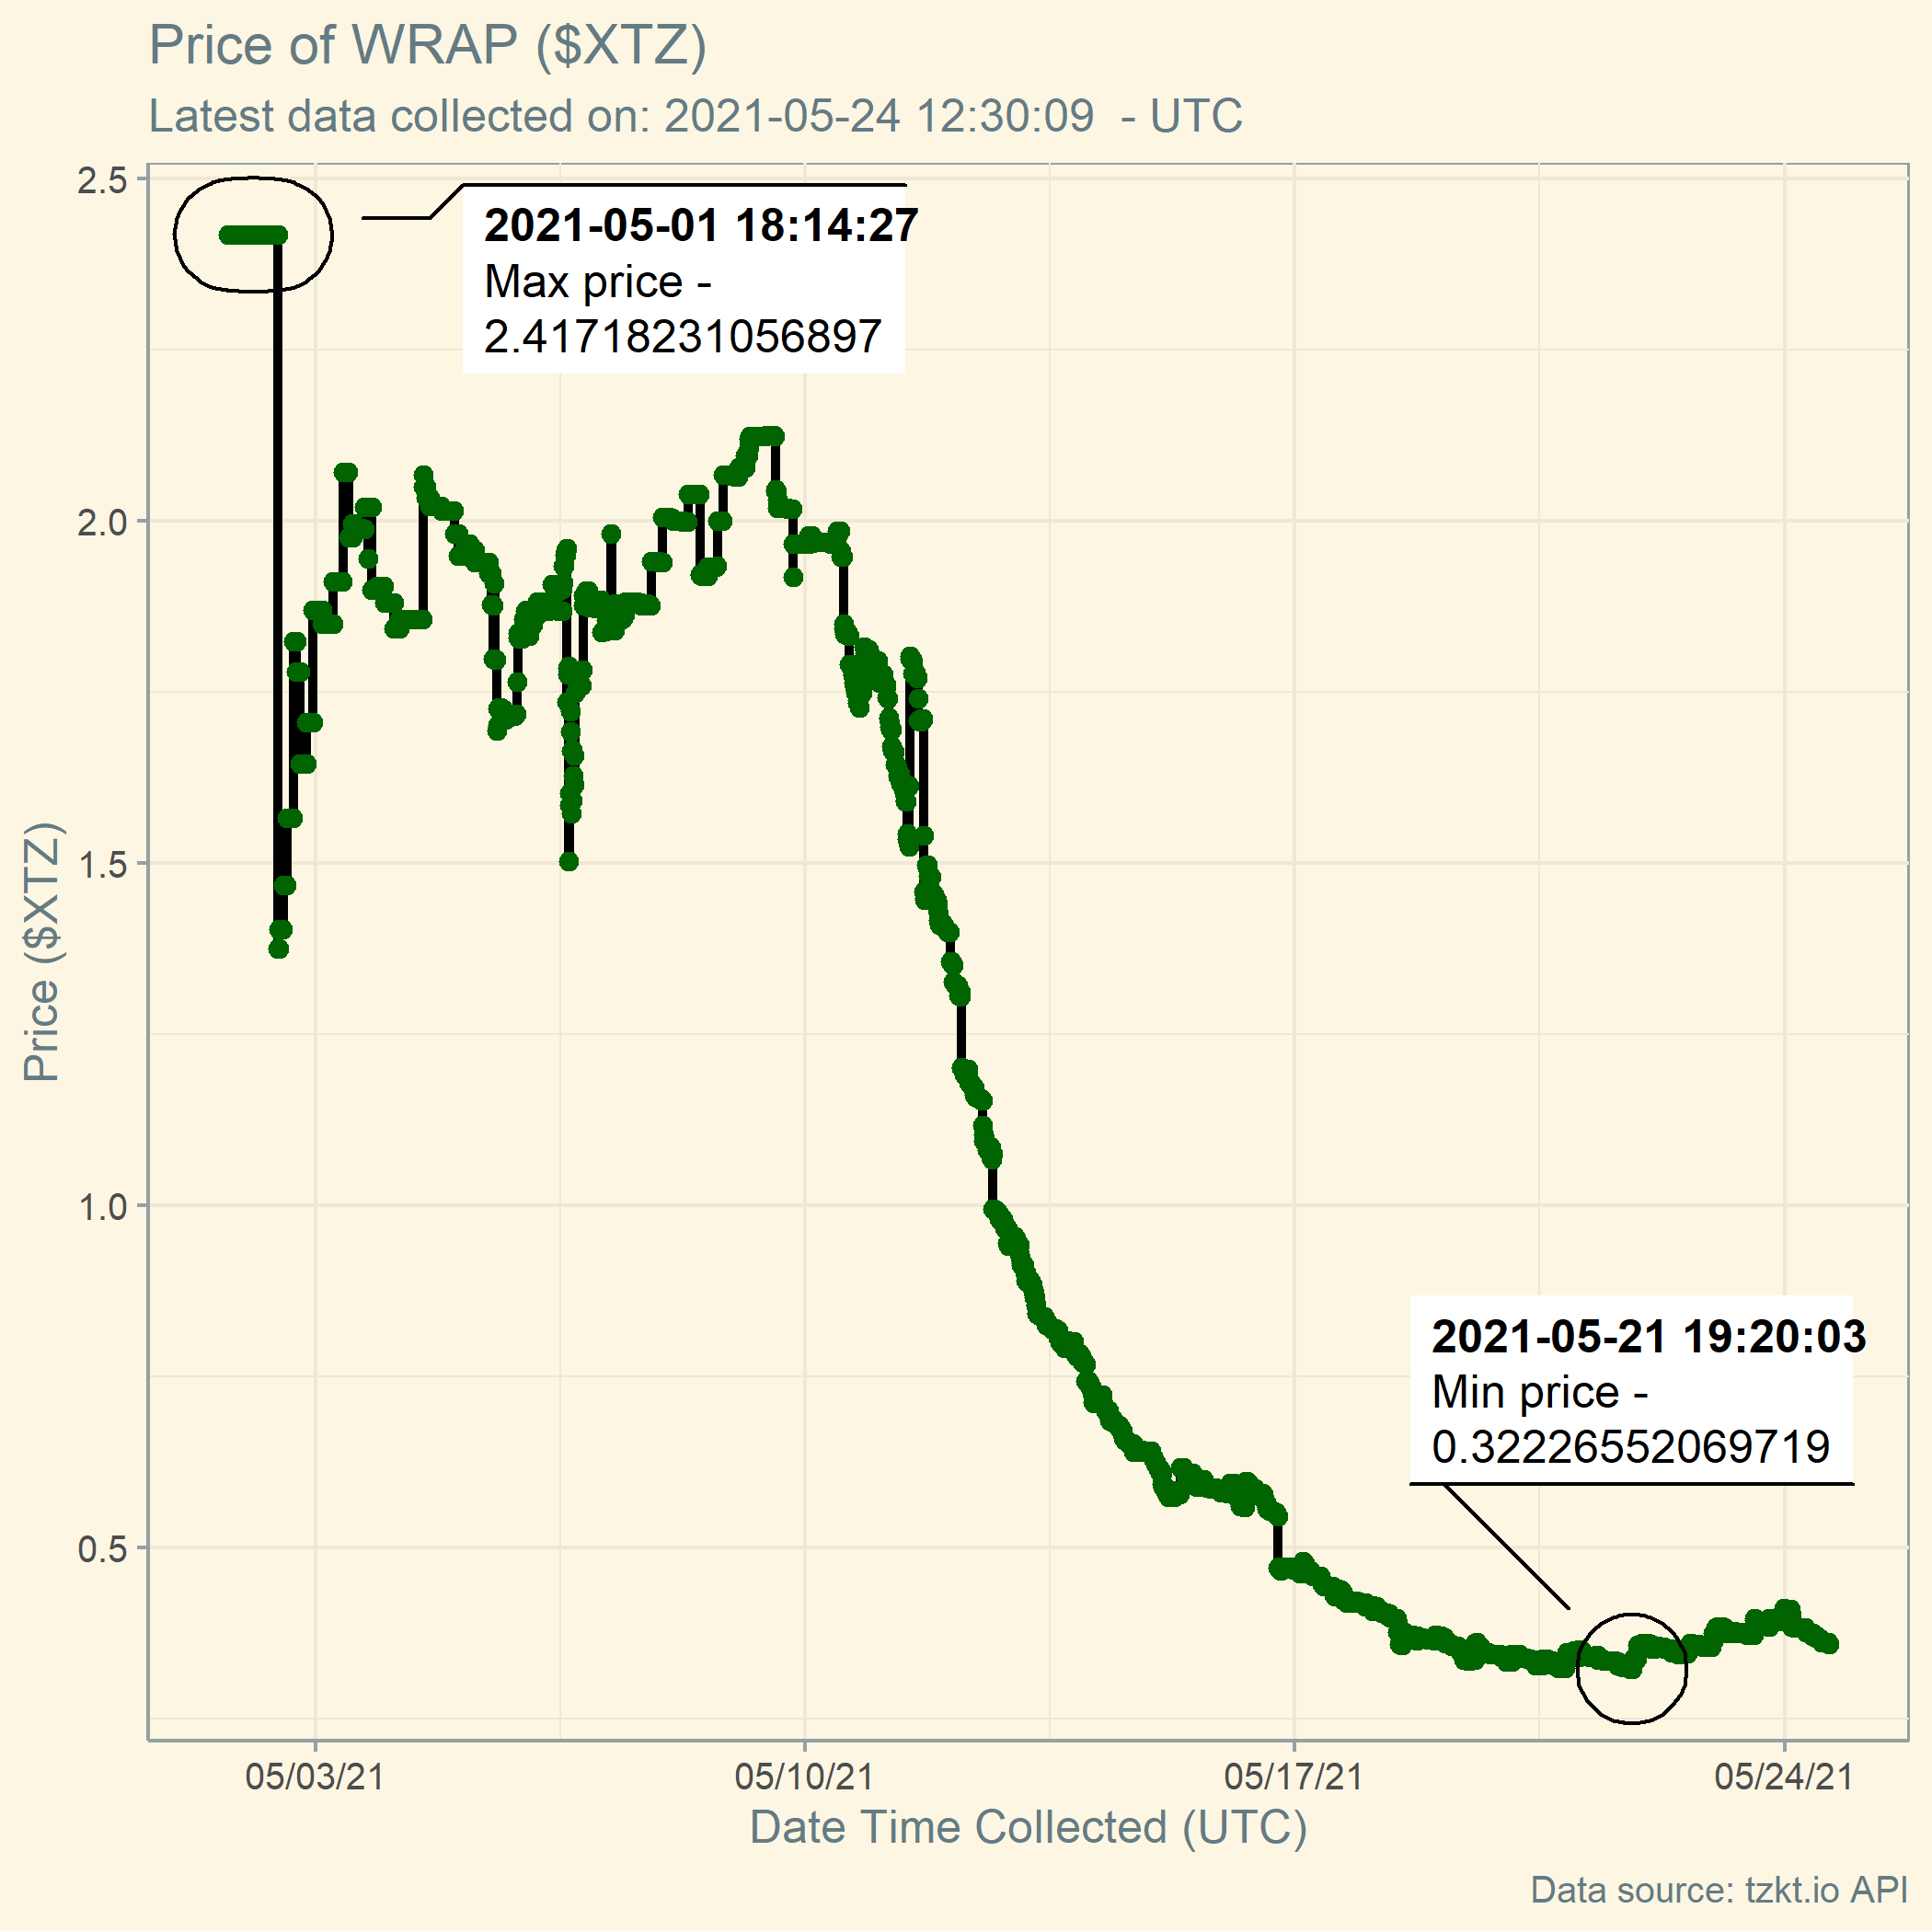 Price of WRAP ($XTZ)
Latest data collected on: 2021-05-24 12:30:09  - UTC
2.5
2.0
1.5
1.0
0.5
Price ($XTZ)
2021-05-01 18:14:27
Max price -
2.41718231056897
2021-05-21 19:20:03
Min price -
0.32226552069719
05/03/21
05/10/21
05/17/21
05/24/21
Date Time Collected (UTC)
Data source: tzkt.io API